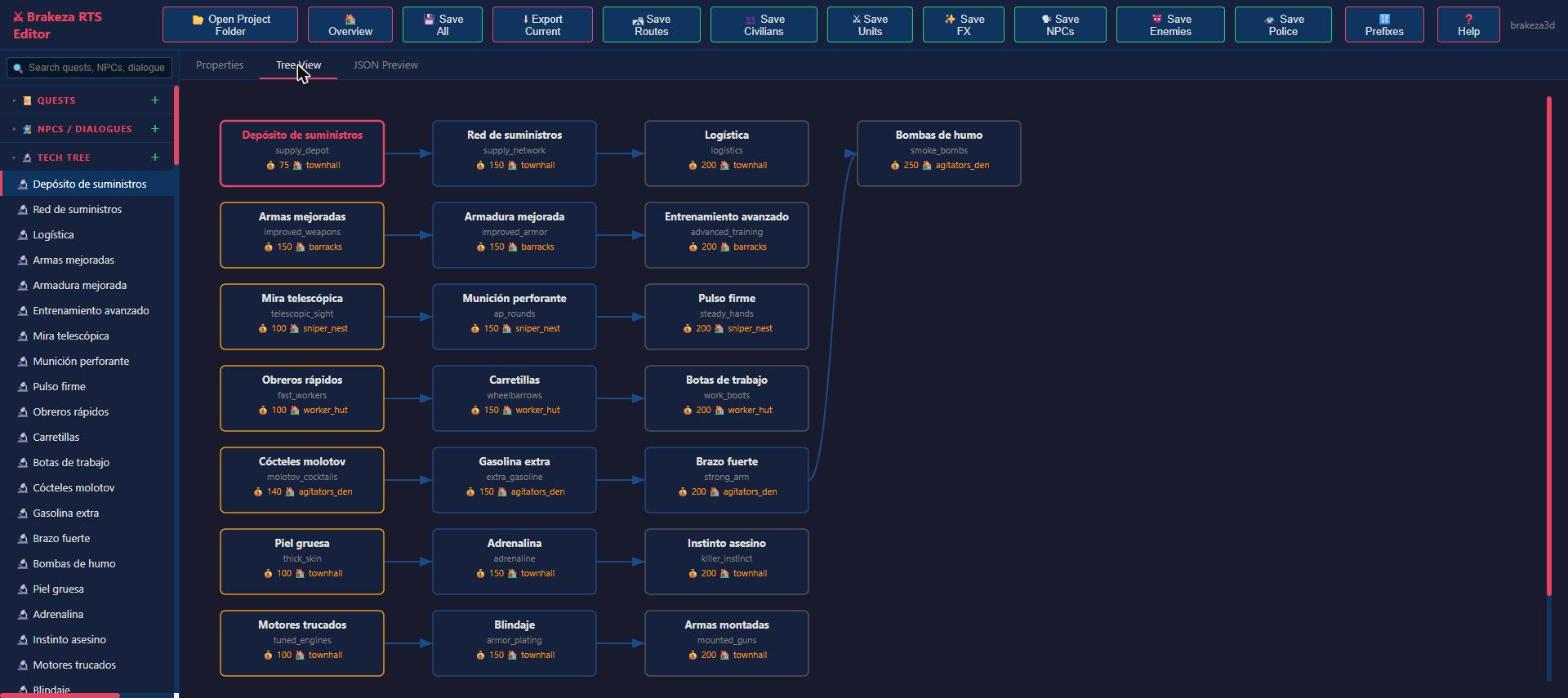 Brakeza RTS
Editor
Open Project
Folder
Overview
Save
All
Export
Current
Save
Routes
Save
Civilians
Save
Units
Save
FX
Save
NPCs
Save
Enemies
Save
Police
Prefixes
Help
brakeza3d
Search quests, NPCs, dialogue
Properties
Tree View
JSON Preview
QUESTS +
NPCS / DIALOGUES +
TECH TREE +
Depósito de suministros
Red de suministros
Logística
Armas mejoradas
Armadura mejorada
Entrenamiento avanzado
Mira telescópica
Munición perforante
Pulso firme
Obreros rápidos
Carretillas
Botas de trabajo
Cócteles molotov
Gasolina extra
Brazo fuerte
Bombas de humo
Piel gruesa
Adrenalina
Instinto asesino
Motores trucados
Blindaje
Depósito de suministros
supply_depot
75 townhall
Red de suministros
supply_network
150 townhall
Logística
logistics
200 townhall
Bombas de humo
smoke_bombs
250 agitators_den
Armas mejoradas
improved_weapons
150 barracks
Armadura mejorada
improved_armor
150 barracks
Entrenamiento avanzado
advanced_training
200 barracks
Mira telescópica
telescopic_sight
100 sniper_nest
Munición perforante
ap_rounds
150 sniper_nest
Pulso firme
steady_hands
200 sniper_nest
Obreros rápidos
fast_workers
100 worker_hut
Carretillas
wheelbarrows
150 worker_hut
Botas de trabajo
work_boots
200 worker_hut
Cócteles molotov
molotov_cocktails
140 agitators_den
Gasolina extra
extra_gasoline
150 agitators_den
Brazo fuerte
strong_arm
200 agitators_den
Piel gruesa
thick_skin
100 townhall
Adrenalina
adrenaline
150 townhall
Instinto asesino
killer_instinct
200 townhall
Motores trucados
tuned_engines
100 townhall
Blindaje
armor_plating
150 townhall
Armas montadas
mounted_guns
200 townhall